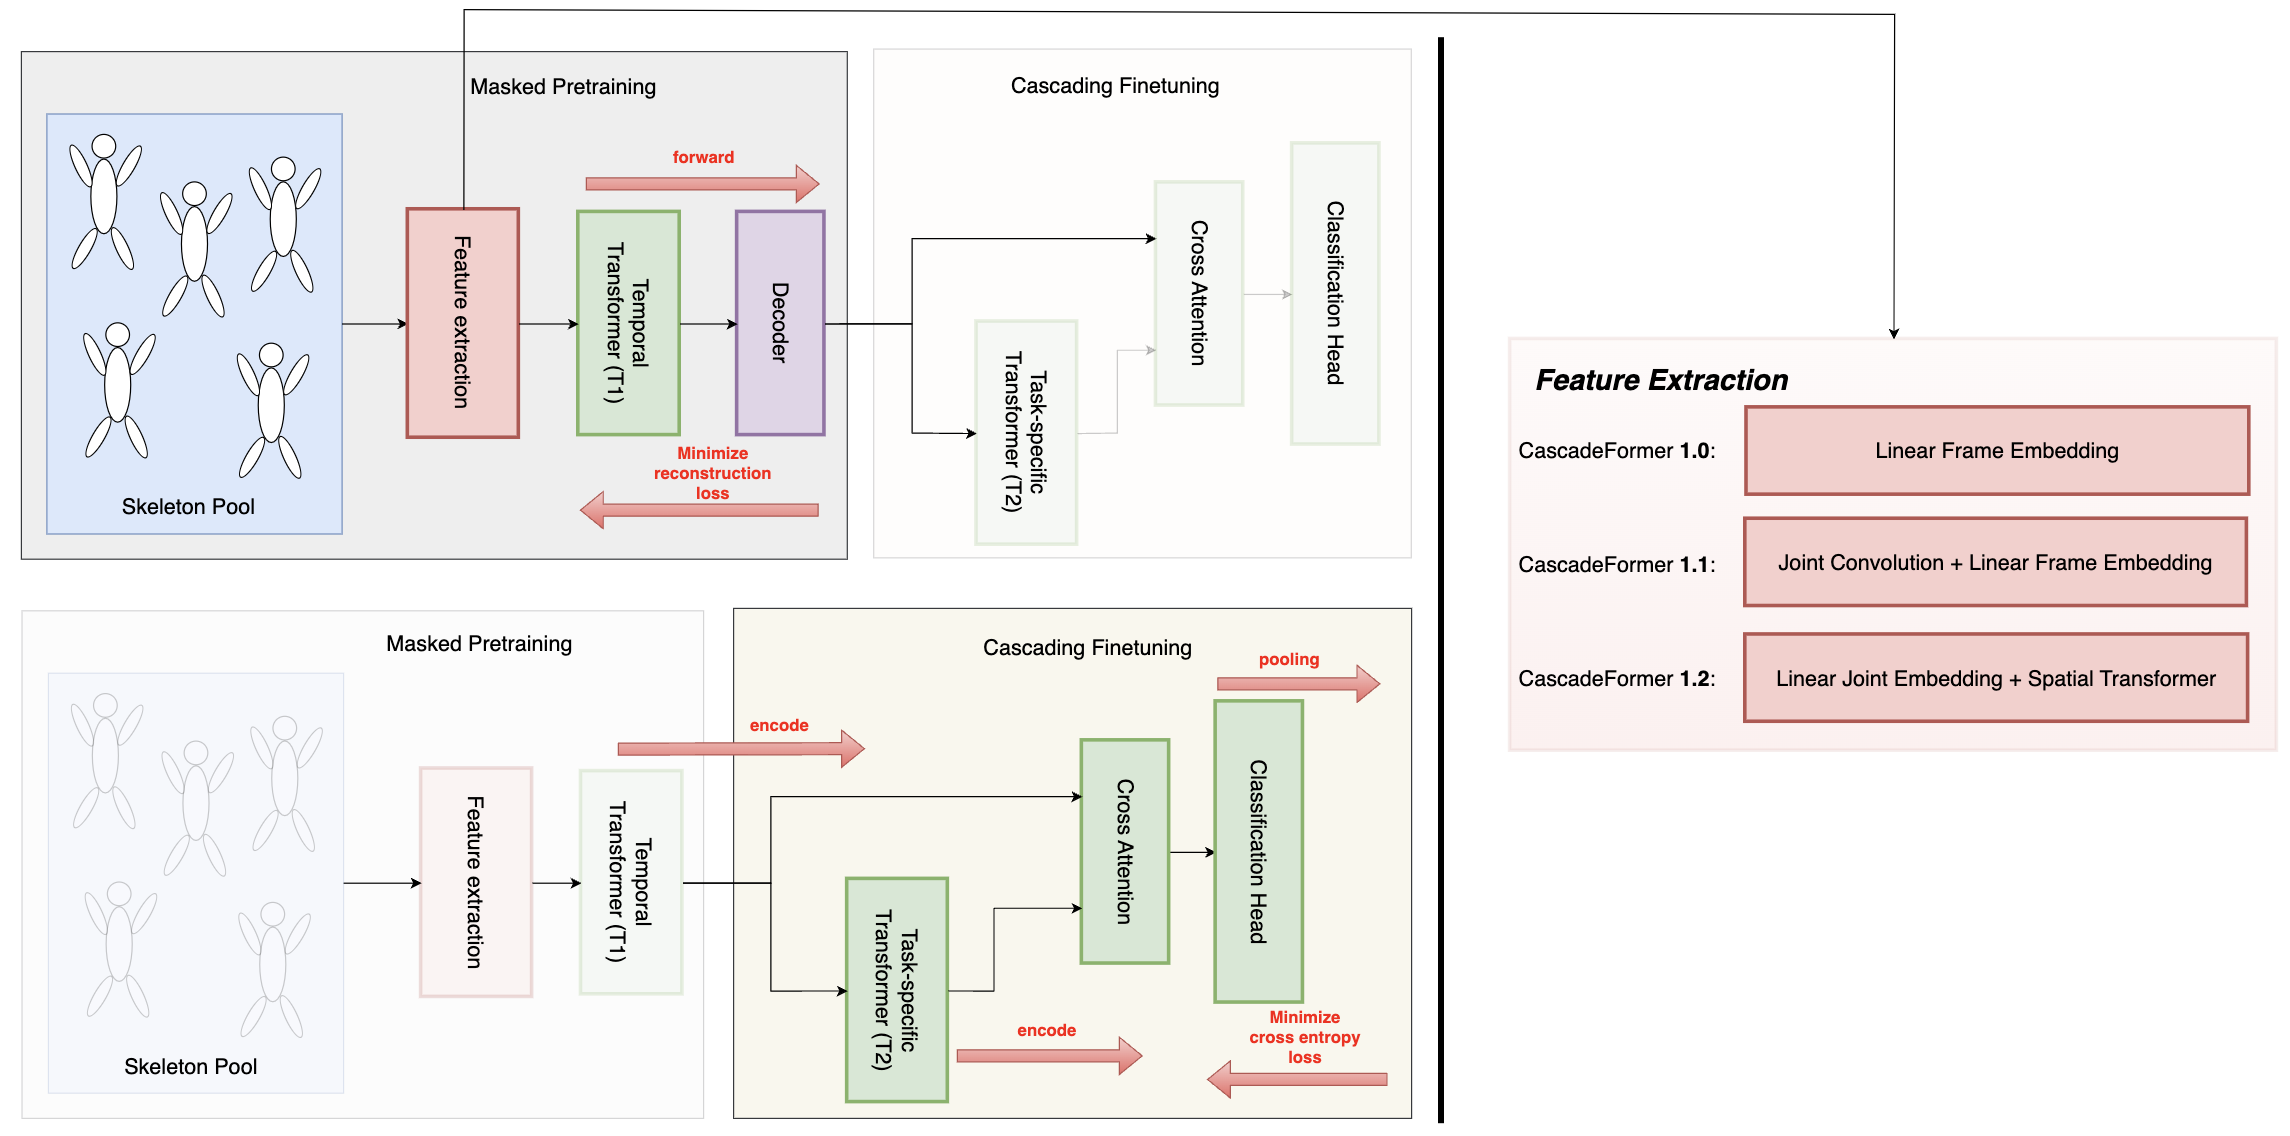 Masked Pretraining
Skeleton Pool
Feature extraction
forward
Temporal
Transformer (T1)
Decoder
Minimize
reconstruction
loss
Cascading Finetuning
Task-specific
Transformer (T2)
Cross Attention
Classification Head
Masked Pretraining
Skeleton Pool
Feature extraction
Temporal
Transformer (T1)
encode
Cascading Finetuning
pooling
Task-specific
Transformer (T2)
Cross Attention
Classification Head
encode
Minimize
cross entropy
loss
Feature Extraction
CascadeFormer 1.0:
Linear Frame Embedding
CascadeFormer 1.1:
Joint Convolution + Linear Frame Embedding
CascadeFormer 1.2:
Linear Joint Embedding + Spatial Transformer